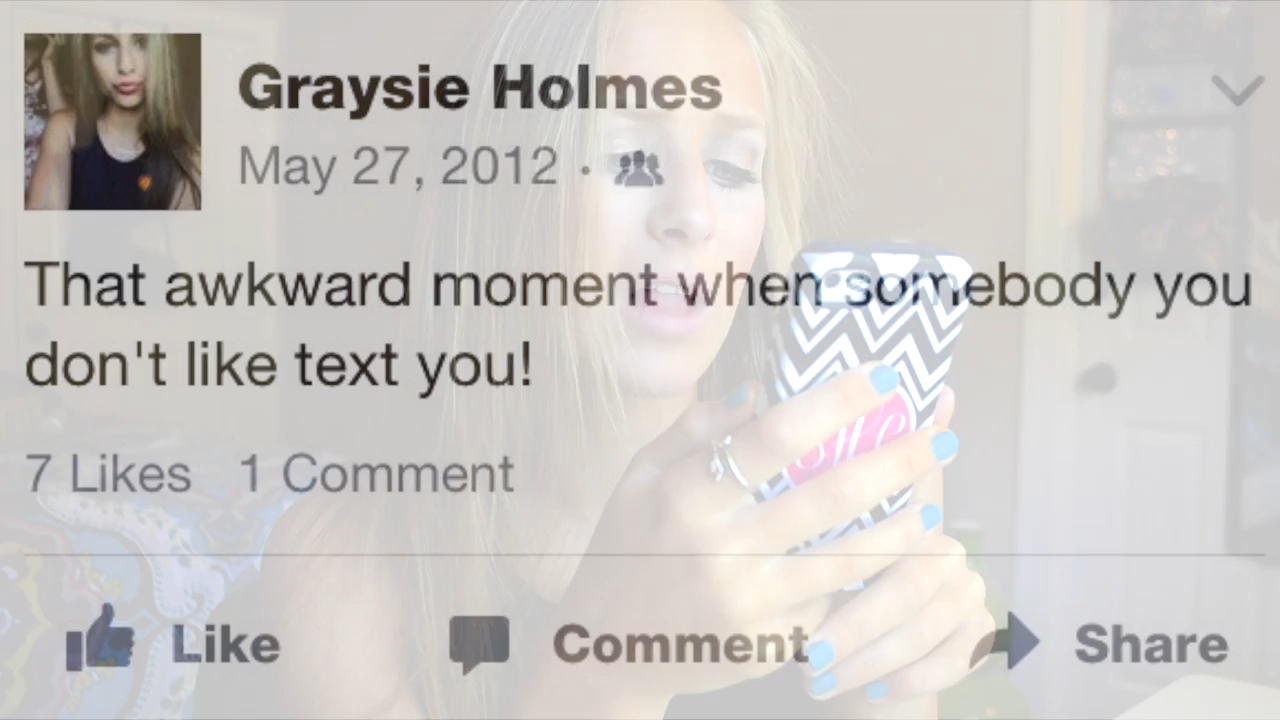 Graysie Holmes
May 27, 2012 ·
That awkward moment when somebody you
don't like text you!
7 Likes 1 Comment
Like Comment Share